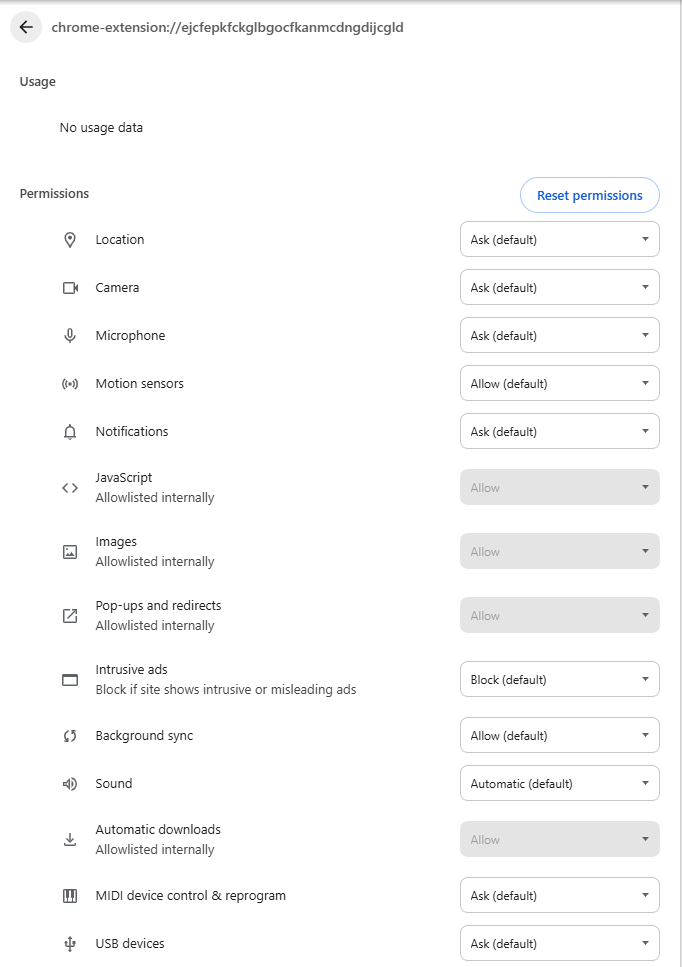 chrome-extension://ejcfepkfckglbgocfkanmcdngdijcgld
Usage
No usage data
Permissions
Reset permissions
Location
Ask (default)
Camera
Ask (default)
Microphone
Ask (default)
Motion sensors
Allow (default)
Notifications
Ask (default)
JavaScript
Allowlisted internally
Allow
Images
Allowlisted internally
Allow
Pop-ups and redirects
Allowlisted internally
Allow
Intrusive ads
Block if site shows intrusive or misleading ads
Block (default)
Background sync
Allow (default)
Sound
Automatic (default)
Automatic downloads
Allowlisted internally
Allow
MIDI device control & reprogram
Ask (default)
USB devices
Ask (default)